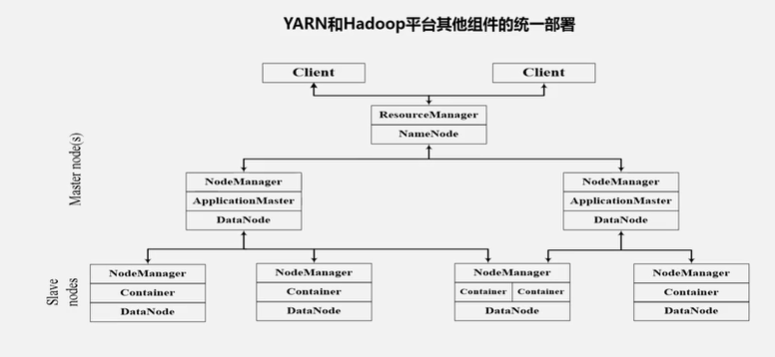 YARN和Hadoop平台其他组件的统一部署
Client
Client
ResourceManager
NameNode
Master node(s)
NodeManager
ApplicationMaster
DataNode
NodeManager
ApplicationMaster
DataNode
Slave
nodes
NodeManager
Container
DataNode
NodeManager
Container
DataNode
NodeManager
Container Container
DataNode
NodeManager
Container
DataNode